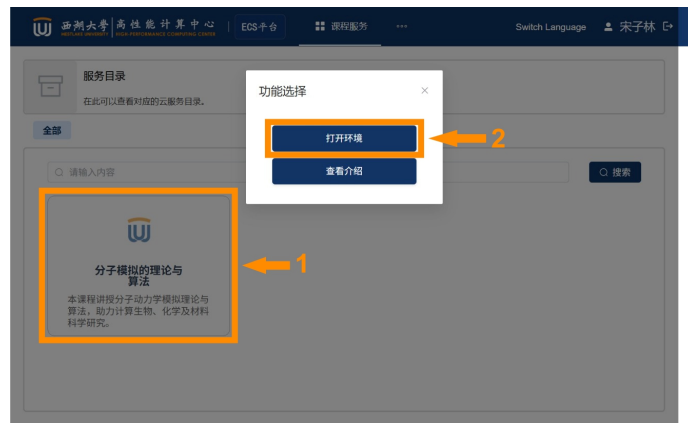 西湖大学 高性能计算中心 ECS平台 课程服务 ... Switch Language 宋子林
WESTLAKE UNIVERSITY HIGH PERFORMANCE COMPUTING CENTER
服务目录
在此可以查看对应的云服务目录。
全部
功能选择
打开环境
2
查看介绍
请输入内容
搜索
分子模拟的理论与
算法
1
本课程讲授分子动力学模拟理论与
算法，助力计算生物、化学及材料
科学研究。